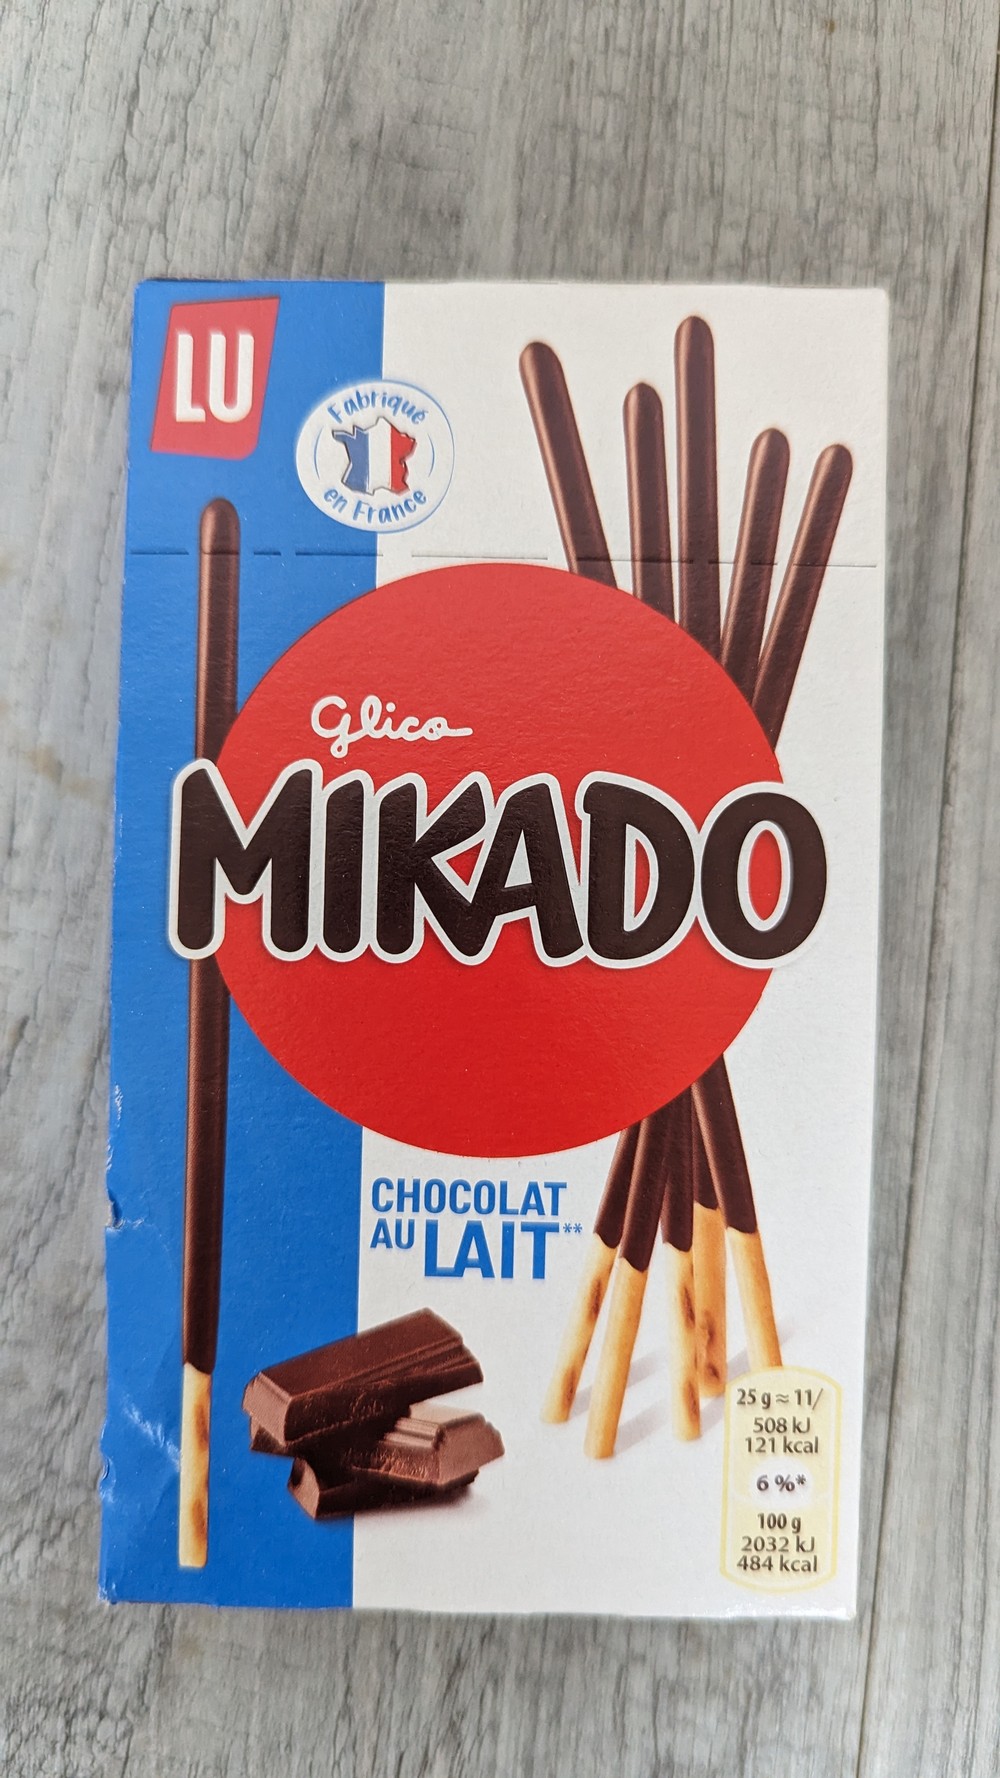 LU
Fabriqué
en France
Glico
MIKADO
CHOCOLAT
AU LAIT**
25 g ≈ 11/
508 kJ
121 kcal
6 %*
100 g
2032 kJ
484 kcal